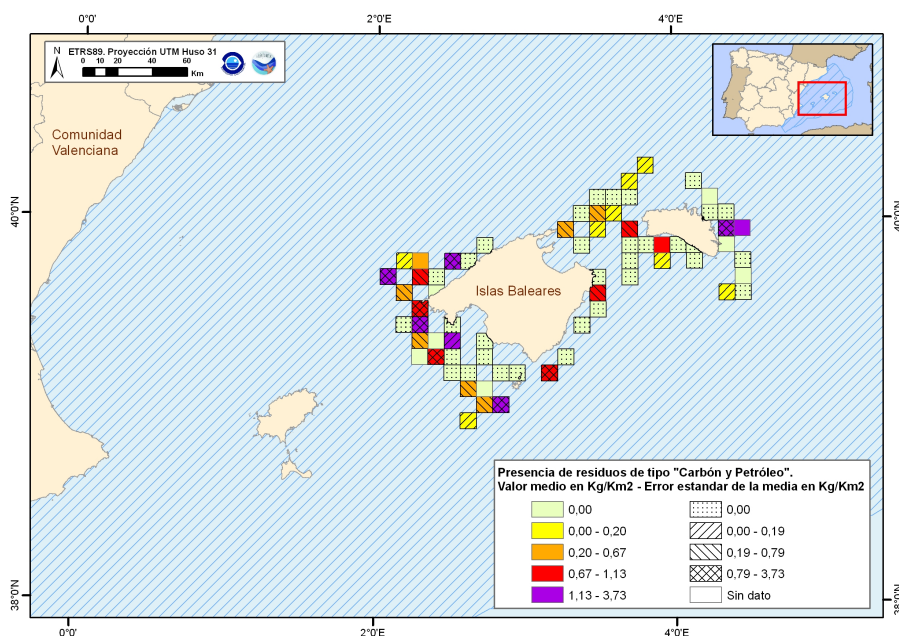 0°'
2°0'E
4°0'E
N
ETRS89. Proyección UTM Huso 31
0 10 20 40 60
Km
Comunidad
Valenciana
40°0'N
40°0'N
Islas Baleares
Presencia de residuos de tipo "Carbón y Petróleo".
Valor medio en Kg/Km2 - Error estandar de la media en Kg/Km2
0,00 0,00
0,00 - 0,20 0,00 - 0,19
0,20 - 0,67 0,19 - 0,79
0,67 - 1,13 0,79 - 3,73
1,13 - 3,73 Sin dato
38°0'N
38°0'N
0°0'
2°0'E
4°0'E